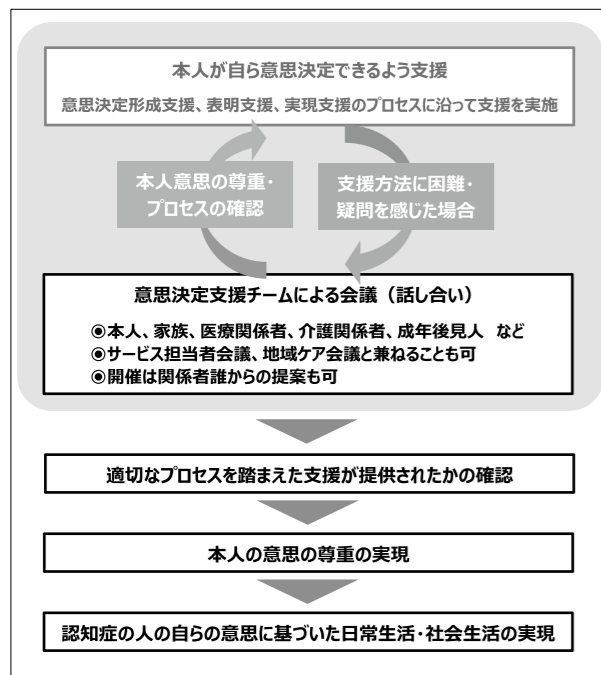 本人が自ら意思決定できるよう支援
意思決定形成支援、表明支援、実現支援のプロセスに沿って支援を実施
本人意思の尊重・
プロセスの確認
支援方法に困難・
疑問を感じた場合
意思決定支援チームによる会議（話し合い）
◉本人、家族、医療関係者、介護関係者、成年後見人 など
◉サービス担当者会議、地域ケア会議と兼ねることも可
◉開催は関係者誰からの提案も可
適切なプロセスを踏まえた支援が提供されたかの確認
本人の意思の尊重の実現
認知症の人の自らの意思に基づいた日常生活・社会生活の実現